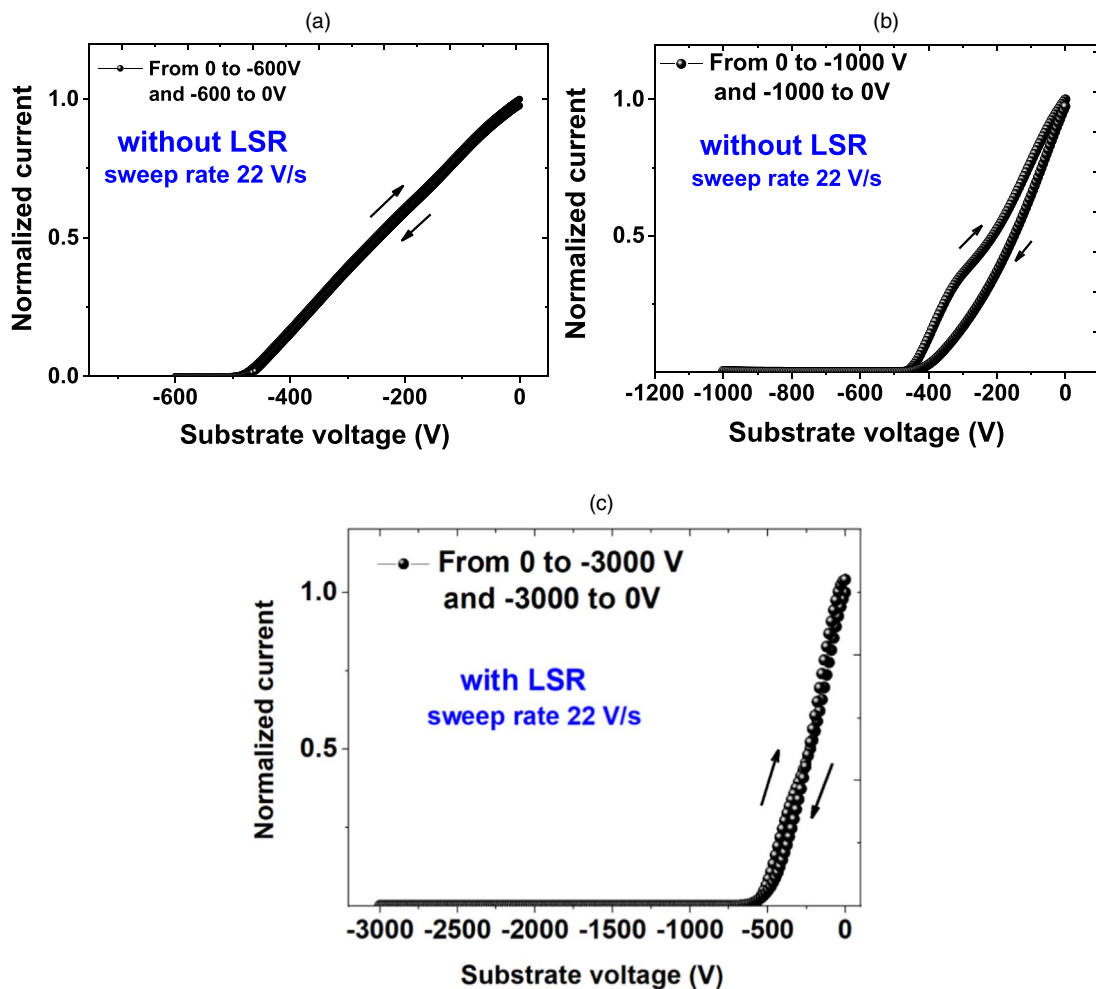 (a)
From 0 to -600V
and -600 to 0V
without LSR
sweep rate 22 V/s
Normalized current
1.0
0.5
0.0
-600
-400
-200
0
Substrate voltage (V)
(b)
From 0 to -1000 V
and -1000 to 0V
without LSR
sweep rate 22 V/s
Normalized current
1.0
0.5
-1200
-1000
-800
-600
-400
-200
0
Substrate voltage (V)
(c)
From 0 to -3000 V
and -3000 to 0V
with LSR
sweep rate 22 V/s
Normalized current
1.0
0.5
-3000
-2500
-2000
-1500
-1000
-500
0
Substrate voltage (V)